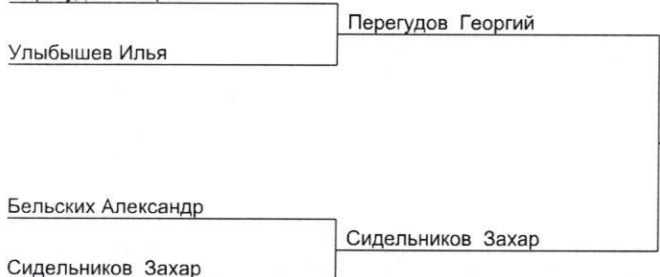 Перегудов  Георгий
Улыбышев Илья
Бельских Александр
Сидельников  Захар
Сидельников  Захар